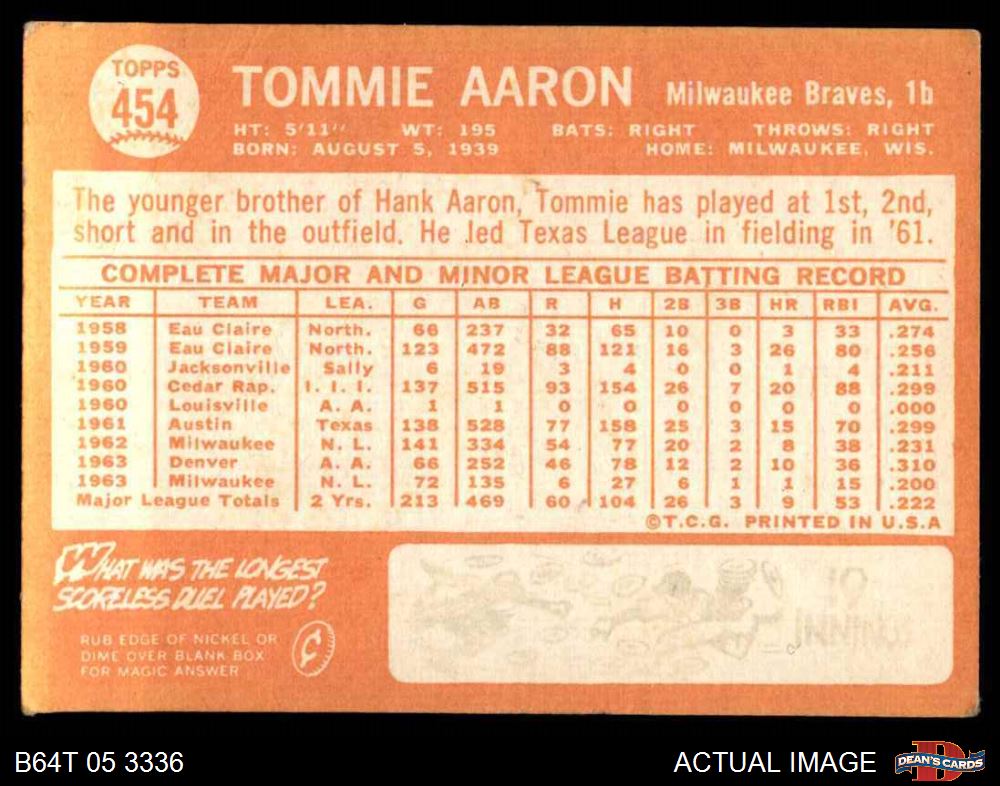 TOPPS
454
TOMMIE AARON Milwaukee Braves, 1b
HT: 5'11" WT: 195 BATS: RIGHT THROWS: RIGHT
BORN: AUGUST 5, 1939 HOME: MILWAUKEE, WIS.
The younger brother of Hank Aaron, Tommie has played at 1st, 2nd,
short and in the outfield. He led Texas League in fielding in '61.
COMPLETE MAJOR AND MINOR LEAGUE BATTING RECORD
YEAR TEAM LEA. G AB R H 2B 3B HR RBI AVG.
1958 Eau Claire North. 66 237 32 65 10 0 3 33 .274
1959 Eau Claire North. 123 472 88 121 16 3 26 80 .256
1960 Jacksonville Sally 6 19 3 4 0 0 1 4 .211
1960 Cedar Rap. I. I. I. 137 515 93 154 26 7 20 88 .299
1960 Louisville A. A. 1 1 0 0 0 0 0 0 .000
1961 Austin Texas 138 528 77 158 25 3 15 70 .299
1962 Milwaukee N. L. 141 334 54 77 20 2 8 38 .231
1963 Denver A. A. 66 252 46 78 12 2 10 36 .310
1963 Milwaukee N. L. 72 135 6 27 6 1 1 15 .200
Major League Totals 2 Yrs. 213 469 60 104 26 3 9 53 .222
©T.C.G. PRINTED IN U.S.A
WHAT WAS THE LONGEST
SCORELESS DUEL PLAYED?
RUB EDGE OF NICKEL OR
DIME OVER BLANK BOX
FOR MAGIC ANSWER
B64T 05 3336
ACTUAL IMAGE
DEAN'S CARDS